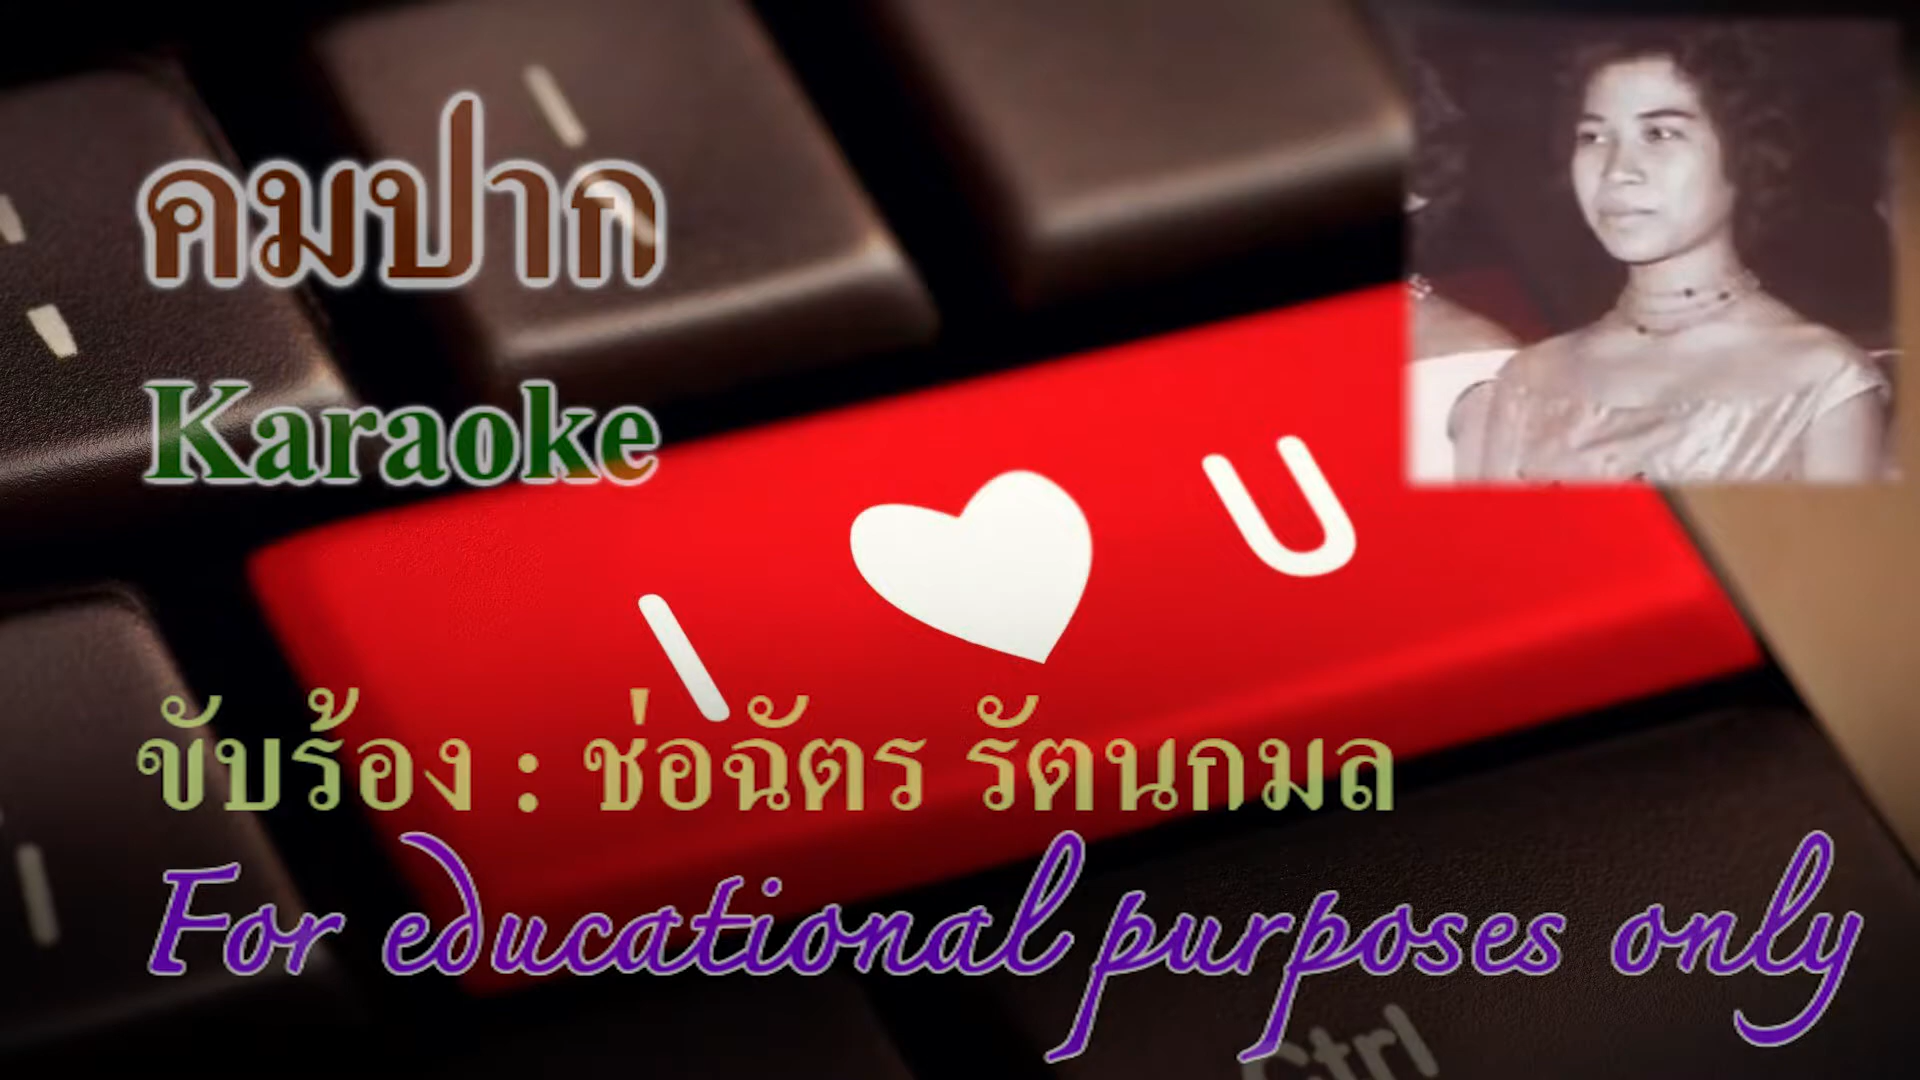 คมปาก
Karaoke
I ♥ U
ขับร้อง : ช่อฉัตร รัตนกมล
For educational purposes only
Ctrl